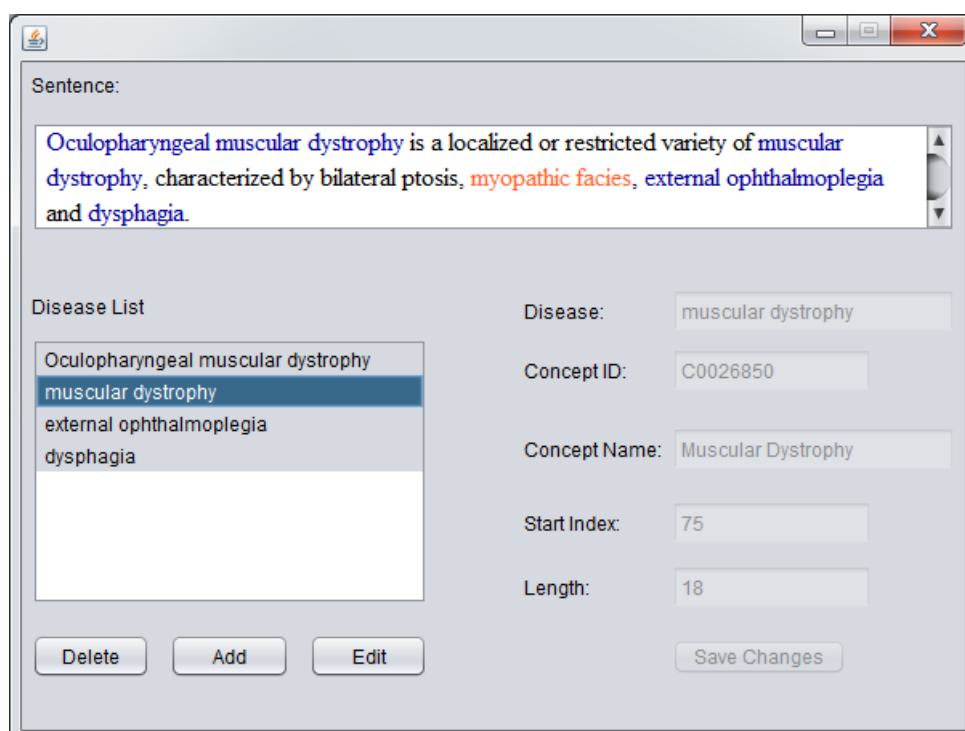 Sentence:
Oculopharyngeal muscular dystrophy is a localized or restricted variety of muscular
dystrophy, characterized by bilateral ptosis, myopathic facies, external ophthalmoplegia
and dysphagia.
Disease List
Oculopharyngeal muscular dystrophy
muscular dystrophy
external ophthalmoplegia
dysphagia
Disease: muscular dystrophy
Concept ID: C0026850
Concept Name: Muscular Dystrophy
Start Index: 75
Length: 18
Delete Add Edit Save Changes